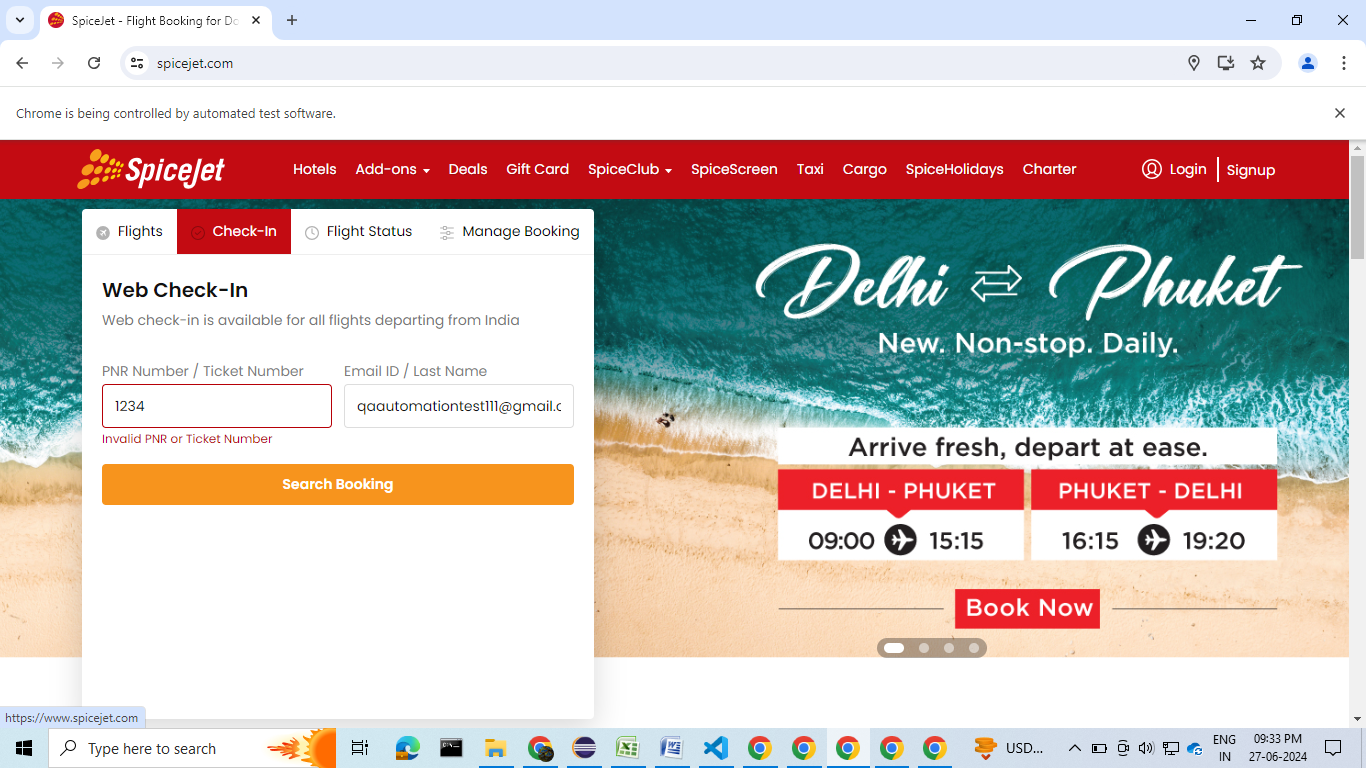 SpiceJet - Flight Booking for Do
spicejet.com
Chrome is being controlled by automated test software.
SpiceJet
Hotels Add-ons Deals Gift Card SpiceClub SpiceScreen Taxi Cargo SpiceHolidays Charter Login Signup
Flights Check-In Flight Status Manage Booking
Web Check-In
Web check-in is available for all flights departing from India
PNR Number / Ticket Number Email ID / Last Name
1234 qaautomationtest111@gmail.c
Invalid PNR or Ticket Number
Search Booking
Delhi Phuket
New. Non-stop. Daily.
Arrive fresh, depart at ease.
DELHI - PHUKET PHUKET - DELHI
09:00 15:15 16:15 19:20
Book Now
https://www.spicejet.com
Type here to search
USD...
ENG
IN
09:33 PM
27-06-2024